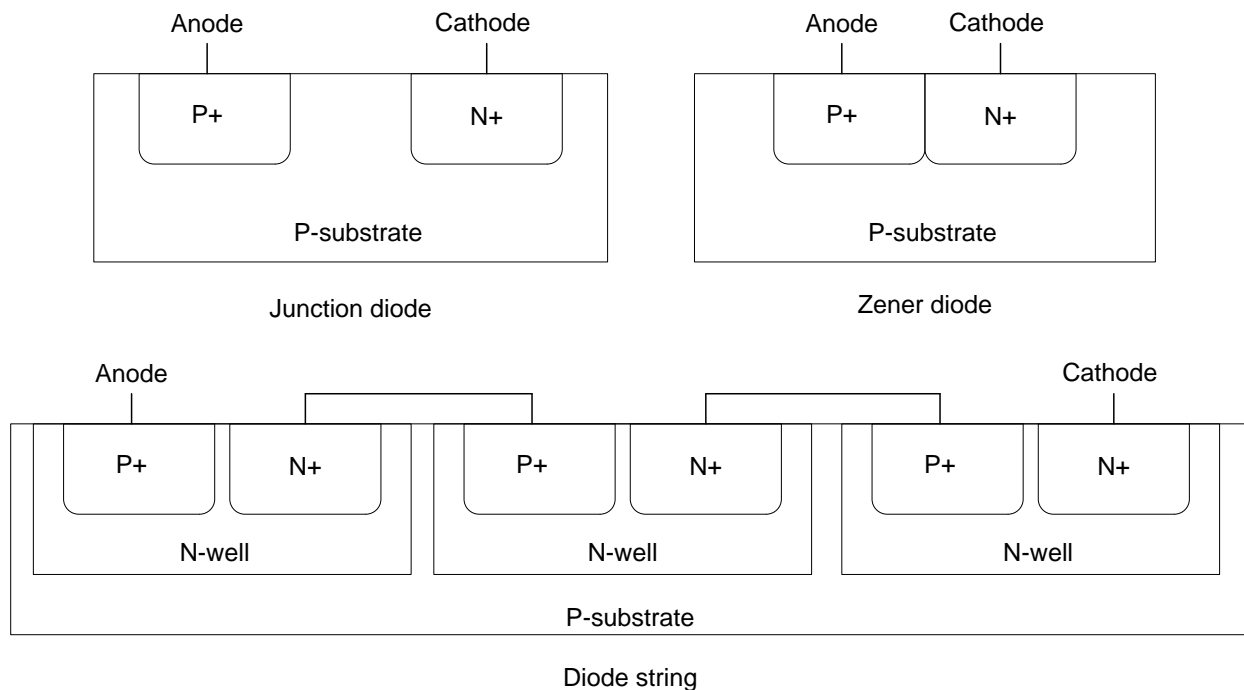 Anode Cathode Anode Cathode
P+ N+ P+ N+
P-substrate P-substrate
Junction diode Zener diode
Anode Cathode
P+ N+ P+ N+ P+ N+
N-well N-well N-well
P-substrate
Diode string